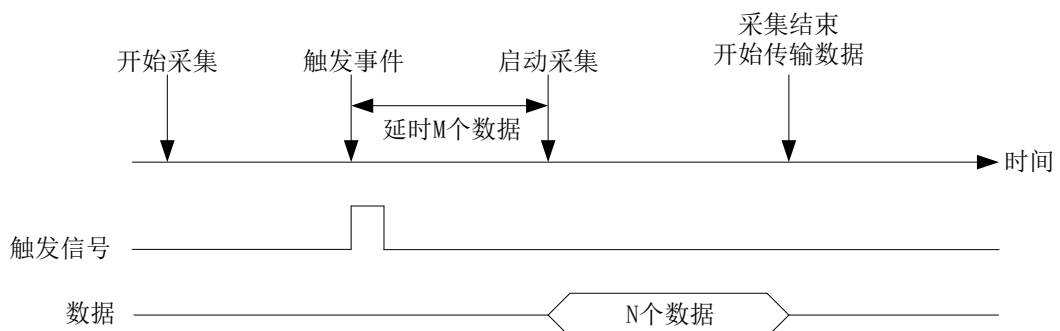 采集结束
开始传输数据
开始采集
触发事件
启动采集
延时M个数据
时间
触发信号
数据
N个数据